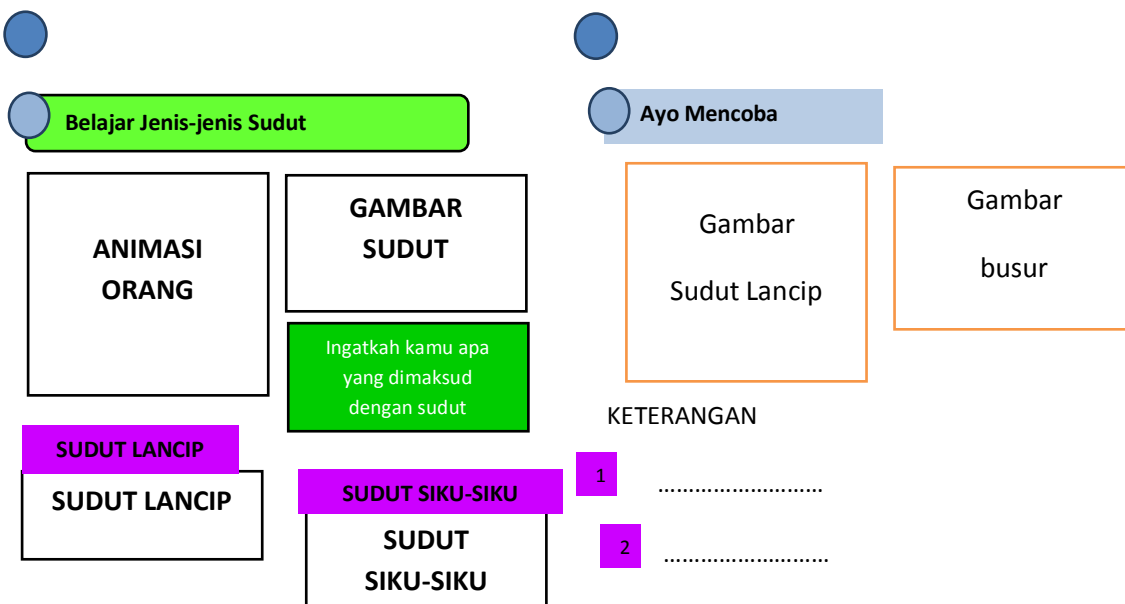 Belajar Jenis-jenis Sudut
ANIMASI
ORANG
GAMBAR
SUDUT
Ingatkah kamu apa
yang dimaksud
dengan sudut
SUDUT LANCIP
SUDUT LANCIP
SUDUT SIKU-SIKU
SUDUT
SIKU-SIKU
Ayo Mencoba
Gambar
Sudut Lancip
Gambar
busur
KETERANGAN
1 ………………………
2 ………………………